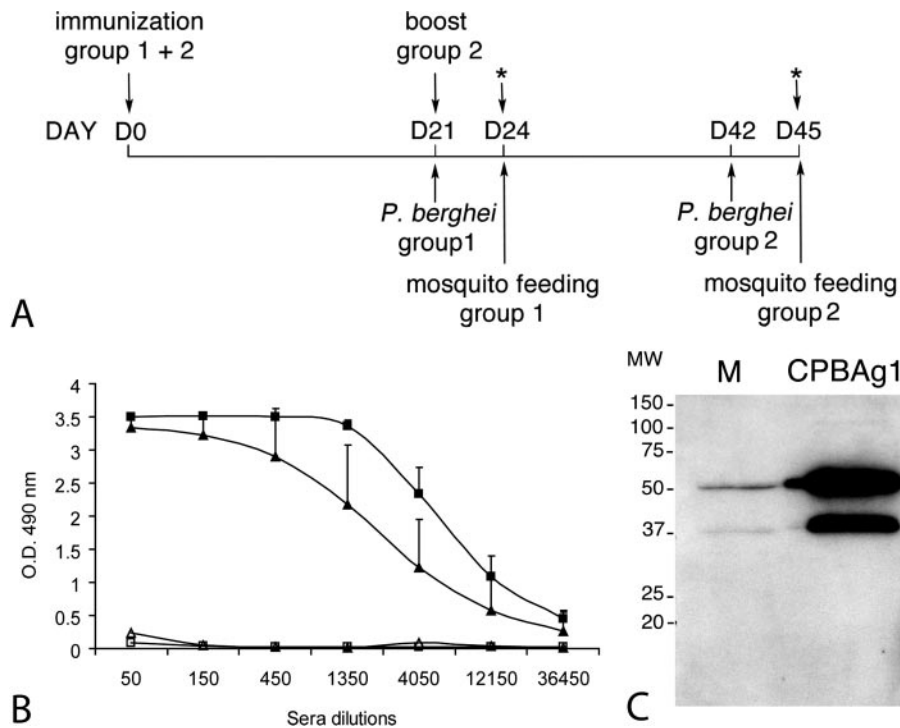 A
immunization
group 1 + 2
boost
group 2
*
*
DAY D0 D21 D24 D42 D45
P. berghei
group1
P. berghei
group 2
mosquito feeding
group 1
mosquito feeding
group 2
A
4
3.5
3
2.5
2
1.5
1
0.5
0
O.D. 490 nm
50 150 450 1350 4050 12150 36450
Sera dilutions
B
MW M CPBAg1
150
100
75
50
37
25
20
C